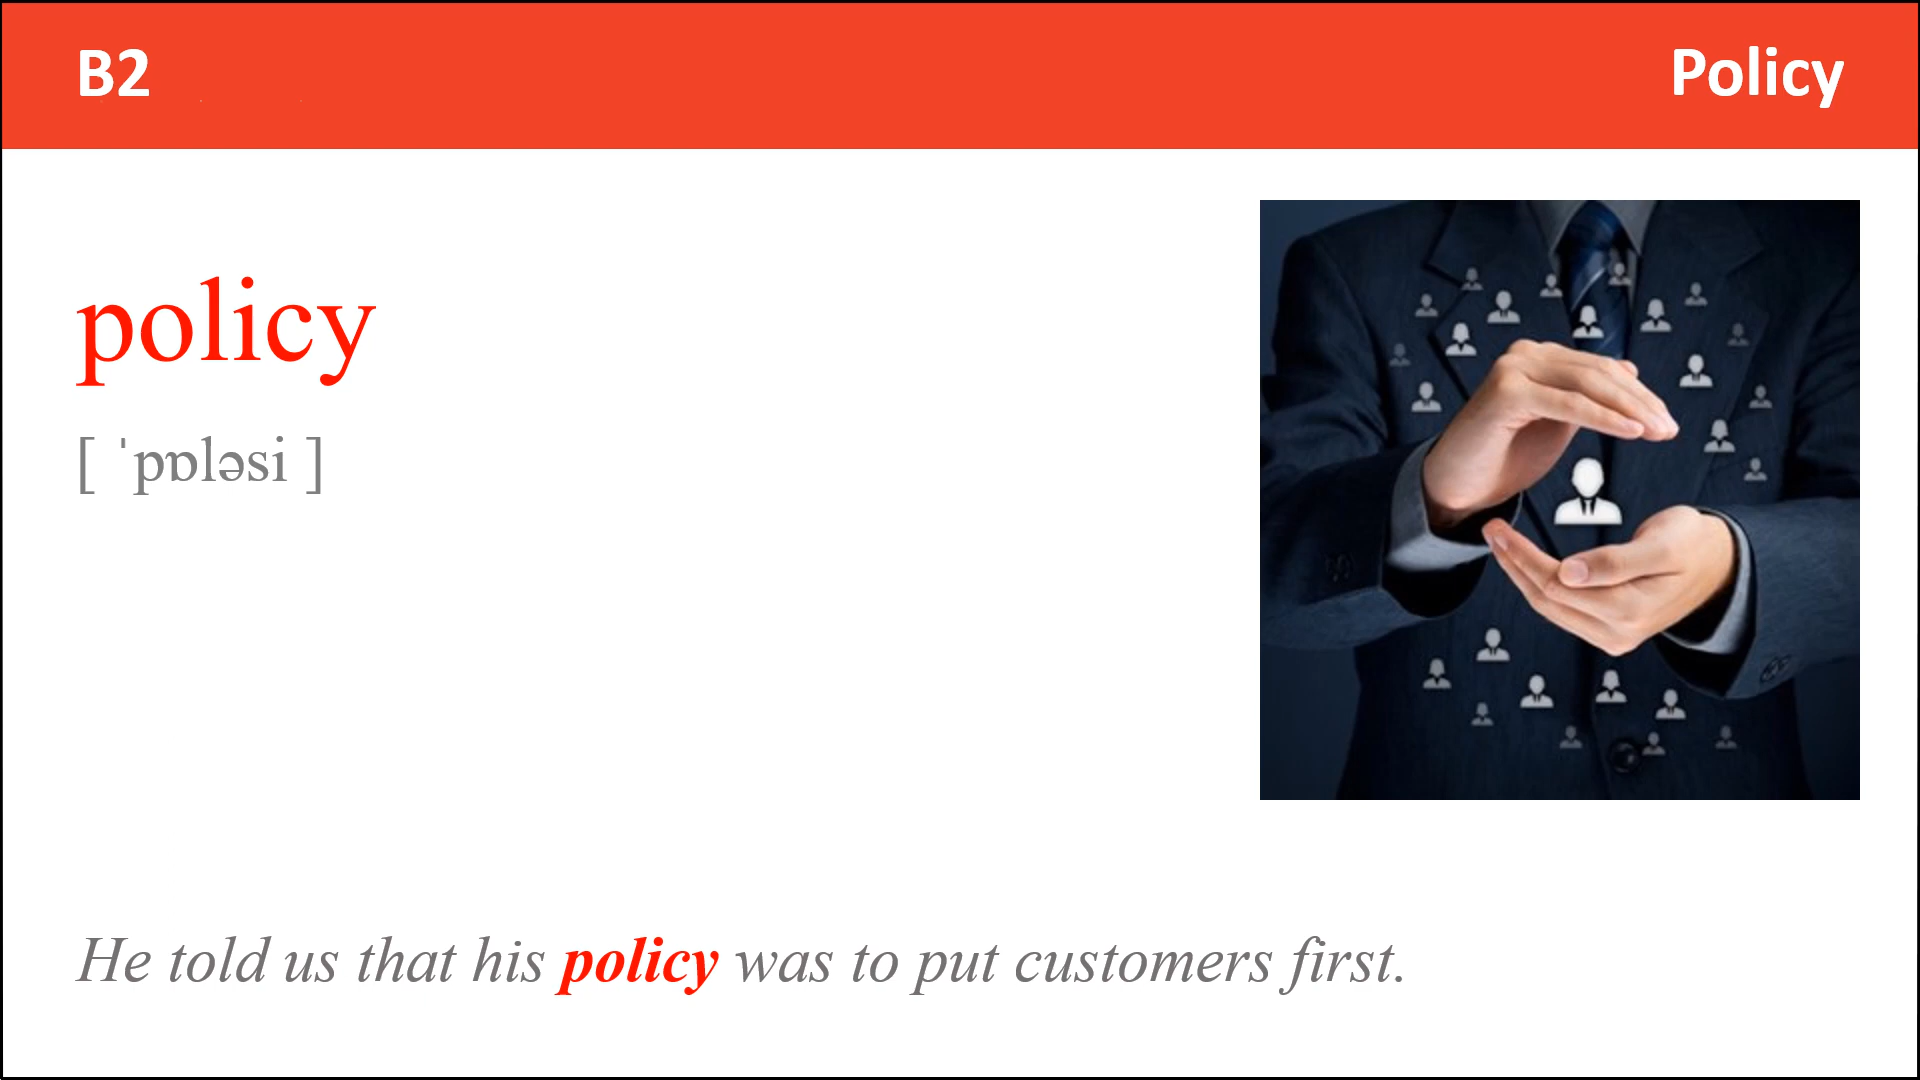 B2
Policy
policy
[ ˈpɒləsi ]
He told us that his policy was to put customers first.